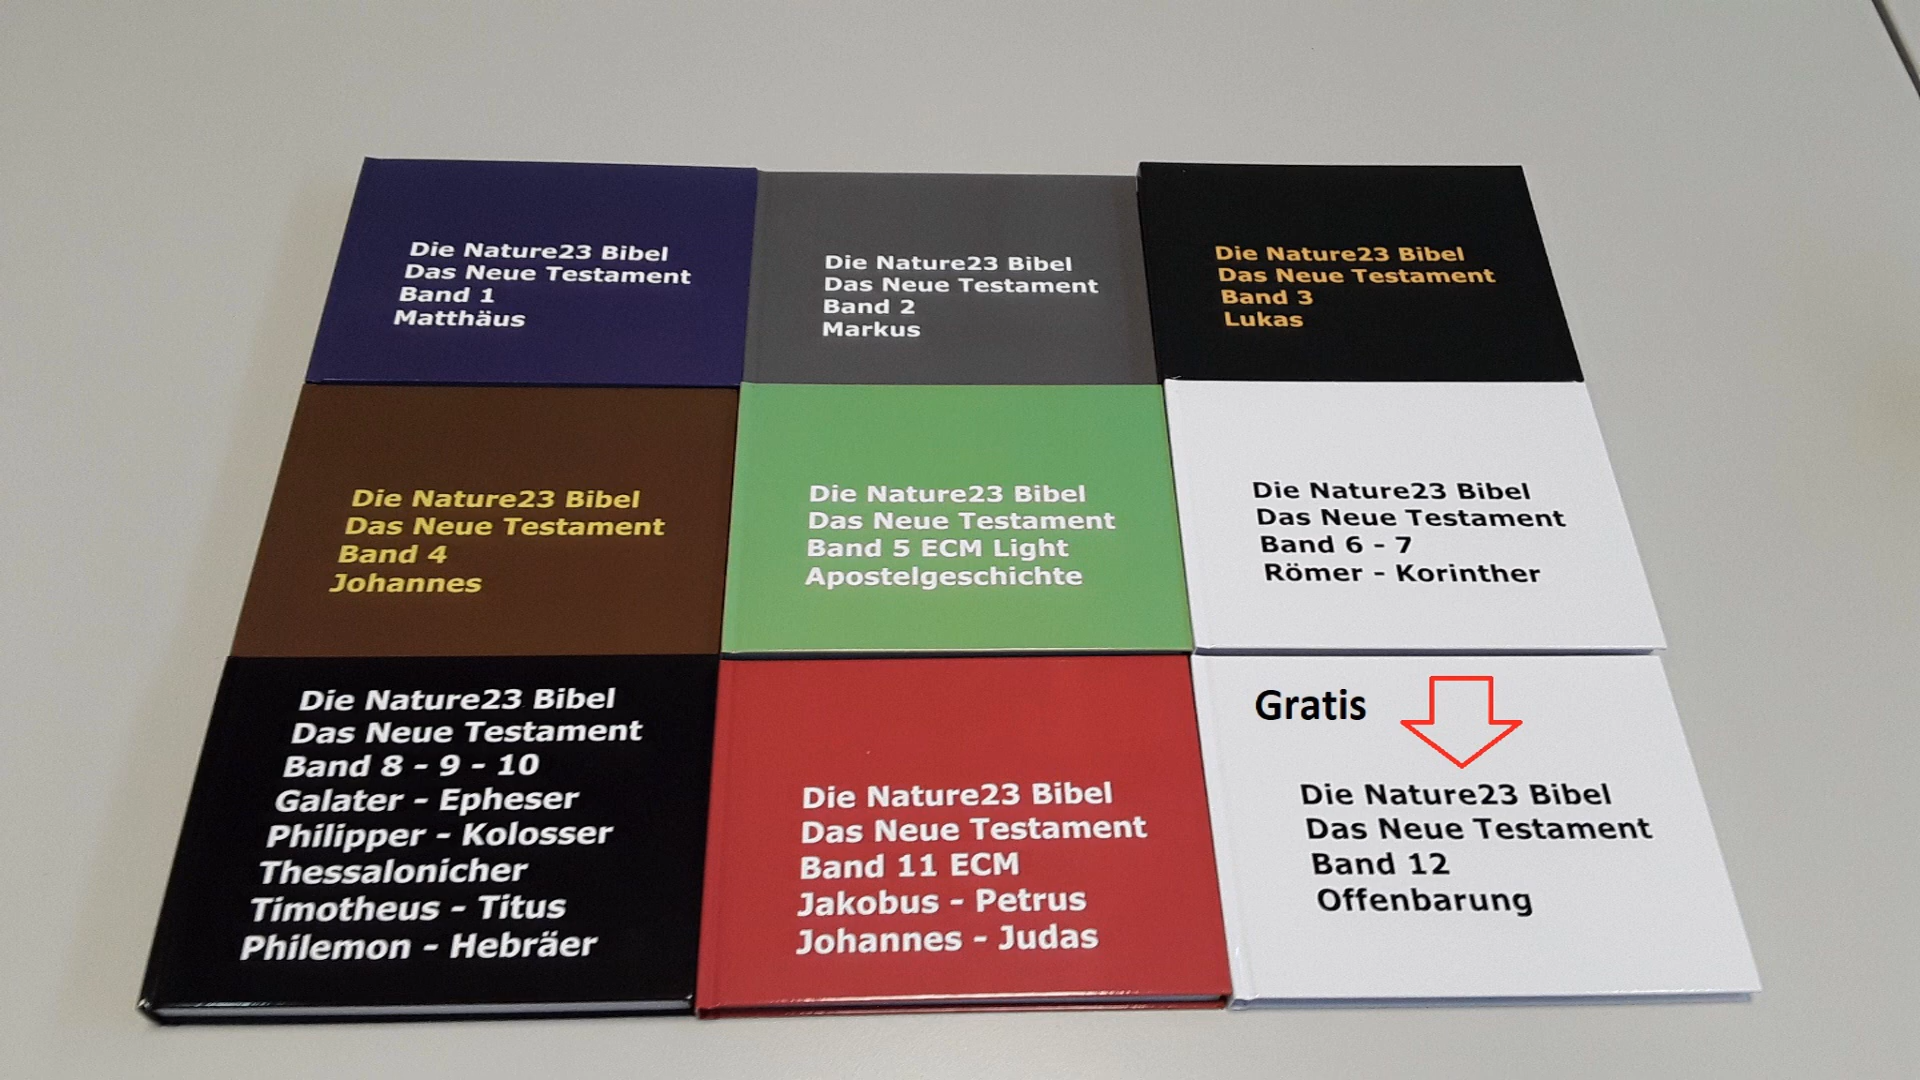 Die Nature23 Bibel
Das Neue Testament
Band 1
Matthäus
Die Nature23 Bibel
Das Neue Testament
Band 2
Markus
Die Nature23 Bibel
Das Neue Testament
Band 3
Lukas
Die Nature23 Bibel
Das Neue Testament
Band 4
Johannes
Die Nature23 Bibel
Das Neue Testament
Band 5 ECM Light
Apostelgeschichte
Die Nature23 Bibel
Das Neue Testament
Band 6 - 7
Römer - Korinther
Die Nature23 Bibel
Das Neue Testament
Band 8 - 9 - 10
Galater - Epheser
Philipper - Kolosser
Thessalonicher
Timotheus - Titus
Philemon - Hebräer
Die Nature23 Bibel
Das Neue Testament
Band 11 ECM
Jakobus - Petrus
Johannes - Judas
Gratis
Die Nature23 Bibel
Das Neue Testament
Band 12
Offenbarung